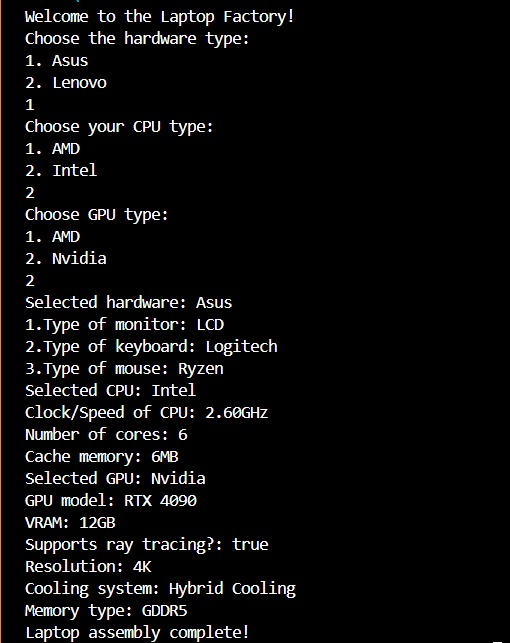 Welcome to the Laptop Factory!
Choose the hardware type:
1. Asus
2. Lenovo
1
Choose your CPU type:
1. AMD
2. Intel
2
Choose GPU type:
1. AMD
2. Nvidia
2
Selected hardware: Asus
1.Type of monitor: LCD
2.Type of keyboard: Logitech
3.Type of mouse: Ryzen
Selected CPU: Intel
Clock/Speed of CPU: 2.60GHz
Number of cores: 6
Cache memory: 6MB
Selected GPU: Nvidia
GPU model: RTX 4090
VRAM: 12GB
Supports ray tracing?: true
Resolution: 4K
Cooling system: Hybrid Cooling
Memory type: GDDR5
Laptop assembly complete!